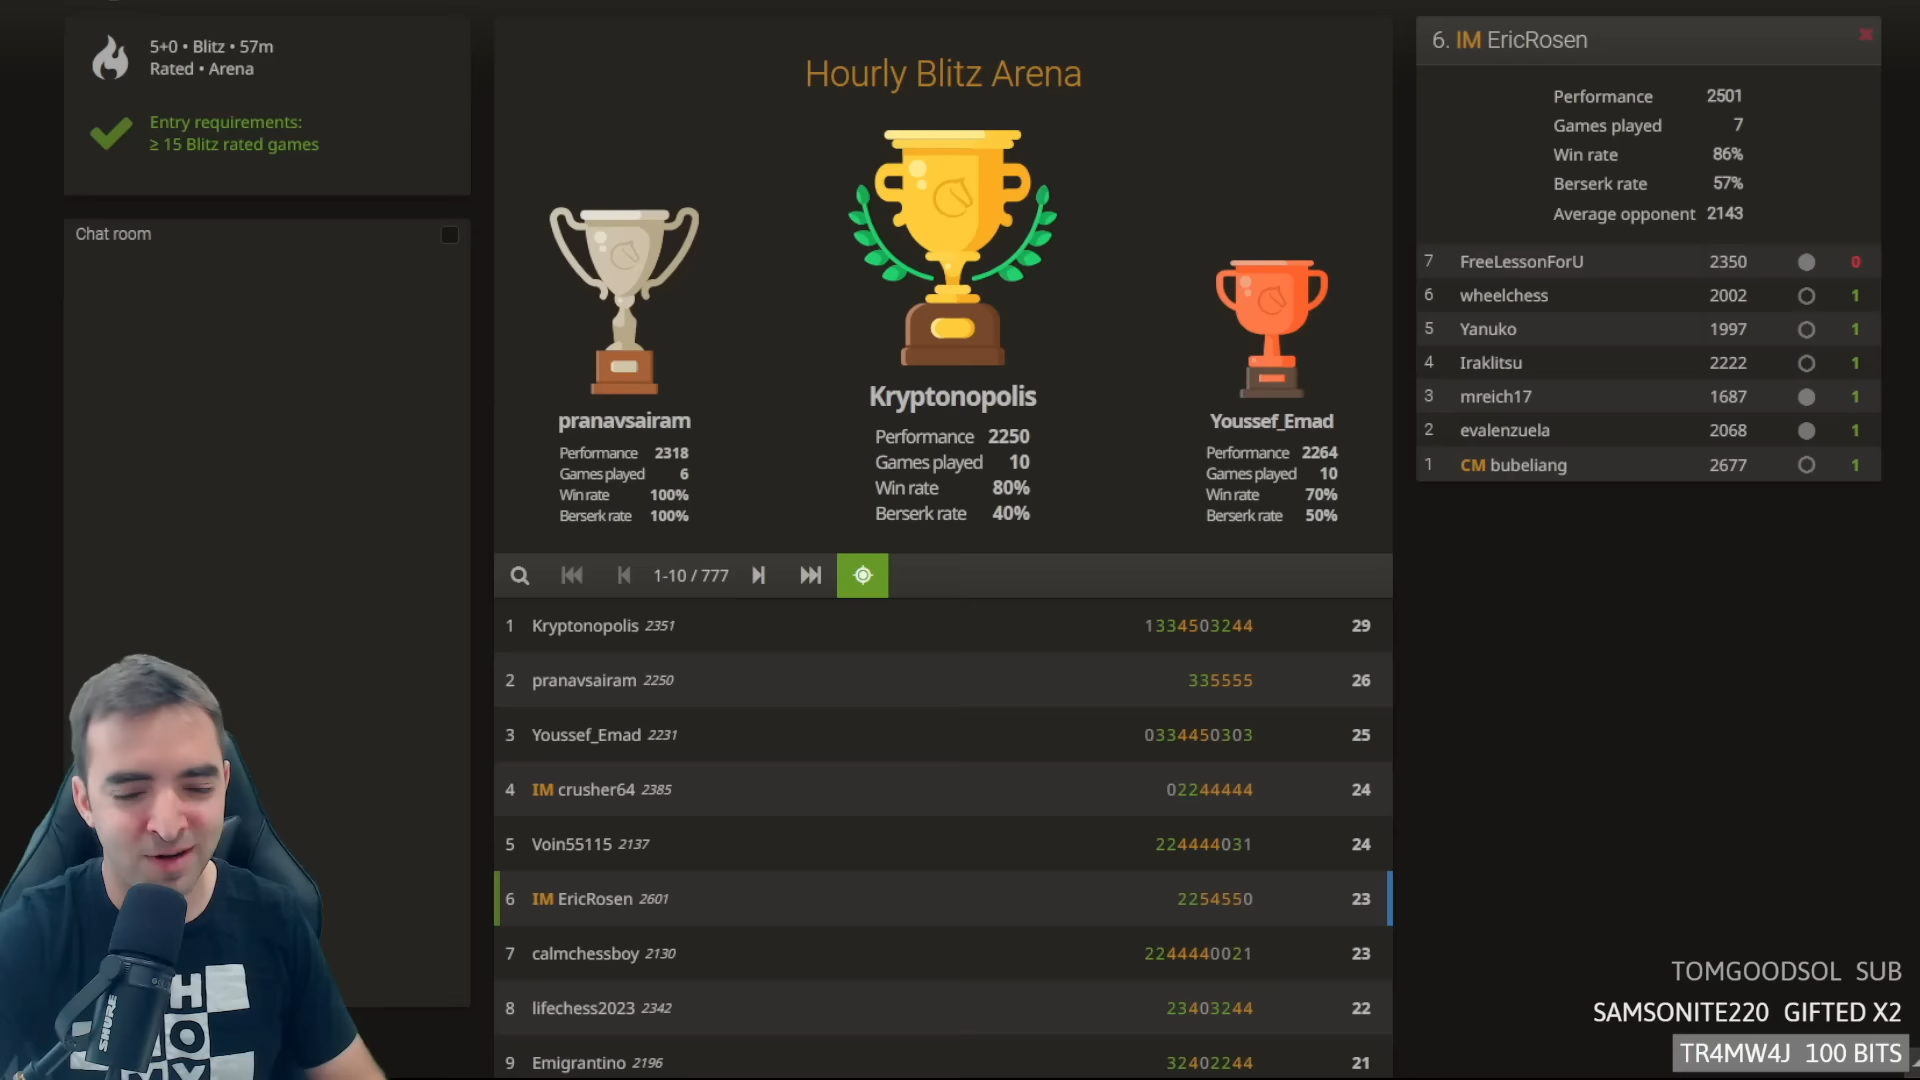 5+0 • Blitz • 57m
Rated • Arena
Entry requirements:
≥ 15 Blitz rated games
Chat room
Hourly Blitz Arena
pranavsairam
Performance 2318
Games played 6
Win rate 100%
Berserk rate 100%
Kryptonopolis
Performance 2250
Games played 10
Win rate 80%
Berserk rate 40%
Youssef_Emad
Performance 2264
Games played 10
Win rate 70%
Berserk rate 50%
1-10 / 777
1 Kryptonopolis 2351 1334503244 29
2 pranavsairam 2250 335555 26
3 Youssef_Emad 2231 0334450303 25
4 IM crusher64 2385 02244444 24
5 Voin55115 2137 224444031 24
6 IM EricRosen 2601 2254550 23
7 calmchessboy 2130 2244440021 23
8 lifechess2023 2342 23403244 22
9 Emigrantino 2196 32402244 21
6. IM EricRosen
Performance 2501
Games played 7
Win rate 86%
Berserk rate 57%
Average opponent 2143
7 FreeLessonForU 2350 0
6 wheelchess 2002 1
5 Yanuko 1997 1
4 Iraklitsu 2222 1
3 mreich17 1687 1
2 evalenzuela 2068 1
1 CM bubeliang 2677 1
TOMGOODSOL SUB
SAMSONITE220 GIFTED X2
TR4MW4J 100 BITS
SHURE